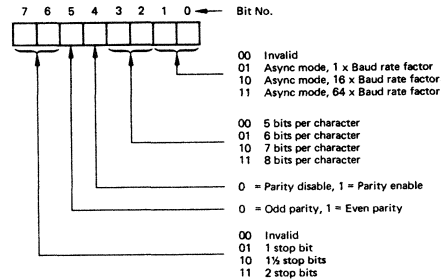 7 6 5 4 3 2 1 0 Bit No.
00 Invalid
01 Async mode, 1 x Baud rate factor
10 Async mode, 16 x Baud rate factor
11 Async mode, 64 x Baud rate factor
00 5 bits per character
01 6 bits per character
10 7 bits per character
11 8 bits per character
0 = Parity disable, 1 = Parity enable
0 = Odd parity, 1 = Even parity
00 Invalid
01 1 stop bit
10 1½ stop bits
11 2 stop bits